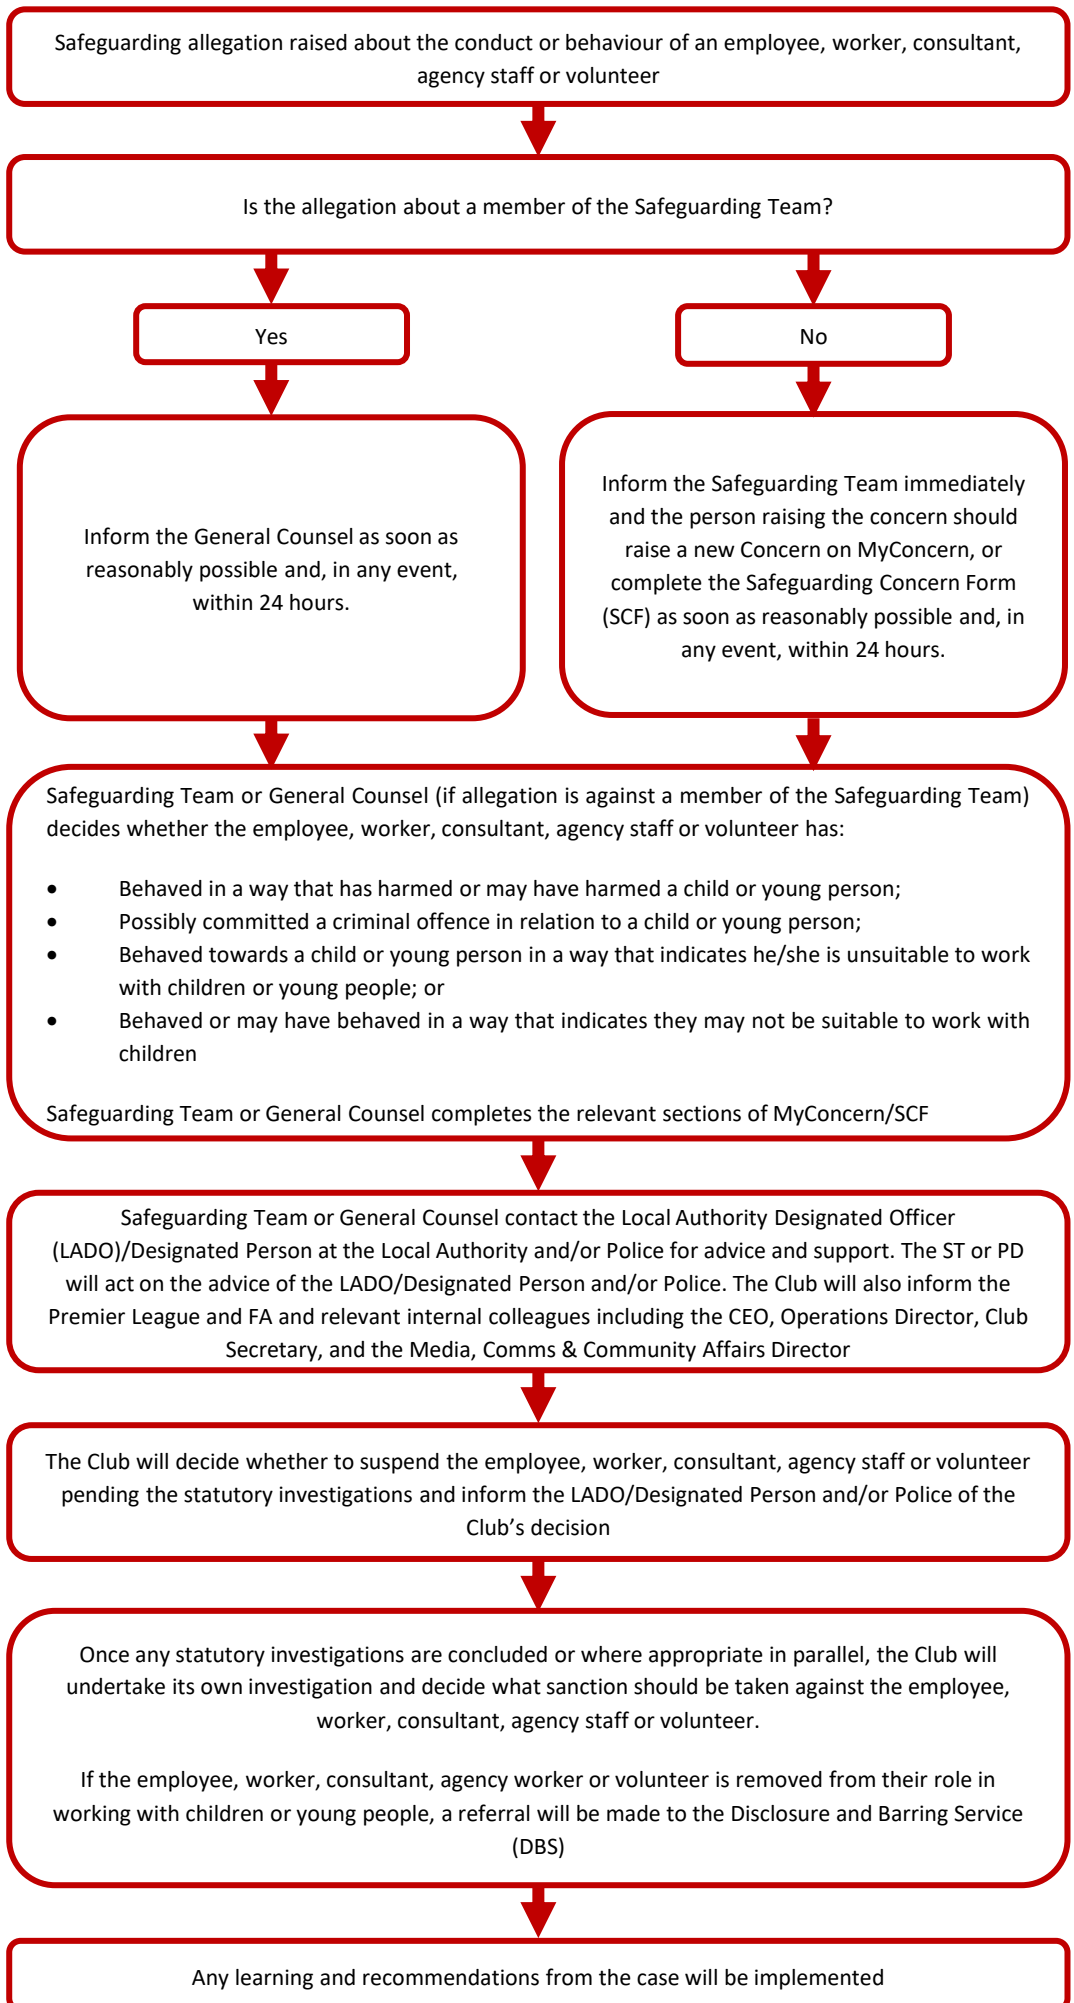 Safeguarding allegation raised about the conduct or behaviour of an employee, worker, consultant,
agency staff or volunteer
Is the allegation about a member of the Safeguarding Team?
Yes
No
Inform the General Counsel as soon as
reasonably possible and, in any event,
within 24 hours.
Inform the Safeguarding Team immediately
and the person raising the concern should
raise a new Concern on MyConcern, or
complete the Safeguarding Concern Form
(SCF) as soon as reasonably possible and, in
any event, within 24 hours.
Safeguarding Team or General Counsel (if allegation is against a member of the Safeguarding Team)
decides whether the employee, worker, consultant, agency staff or volunteer has:
• Behaved in a way that has harmed or may have harmed a child or young person;
• Possibly committed a criminal offence in relation to a child or young person;
• Behaved towards a child or young person in a way that indicates he/she is unsuitable to work
with children or young people; or
• Behaved or may have behaved in a way that indicates they may not be suitable to work with
children
Safeguarding Team or General Counsel completes the relevant sections of MyConcern/SCF
Safeguarding Team or General Counsel contact the Local Authority Designated Officer
(LADO)/Designated Person at the Local Authority and/or Police for advice and support. The ST or PD
will act on the advice of the LADO/Designated Person and/or Police. The Club will also inform the
Premier League and FA and relevant internal colleagues including the CEO, Operations Director, Club
Secretary, and the Media, Comms & Community Affairs Director
The Club will decide whether to suspend the employee, worker, consultant, agency staff or volunteer
pending the statutory investigations and inform the LADO/Designated Person and/or Police of the
Club's decision
Once any statutory investigations are concluded or where appropriate in parallel, the Club will
undertake its own investigation and decide what sanction should be taken against the employee,
worker, consultant, agency staff or volunteer.
If the employee, worker, consultant, agency worker or volunteer is removed from their role in
working with children or young people, a referral will be made to the Disclosure and Barring Service
(DBS)
Any learning and recommendations from the case will be implemented